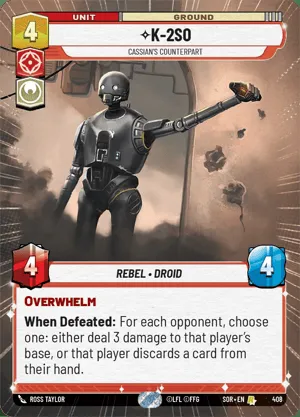 UNIT
GROUND
4
✧K-2SO
CASSIAN'S COUNTERPART
4
4
REBEL • DROID
OVERWHELM
When Defeated: For each opponent, choose
one: either deal 3 damage to that player's
base, or that player discards a card from
their hand.
ROSS TAYLOR
©LFL ©FFG
SOR • EN
408